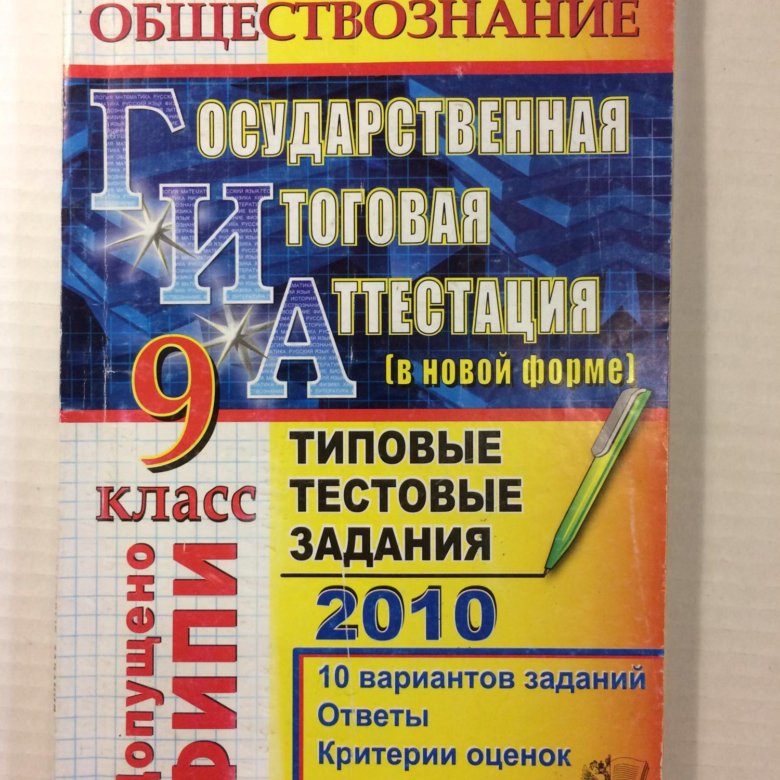 ОБЩЕСТВОЗНАНИЕ
ГОСУДАРСТВЕННАЯ
ИТОГОВАЯ
АТТЕСТАЦИЯ
(в новой форме)
9
класс
ТИПОВЫЕ
ТЕСТОВЫЕ
ЗАДАНИЯ
2010
Допущено
ФИПИ
10 вариантов заданий
Ответы
Критерии оценок